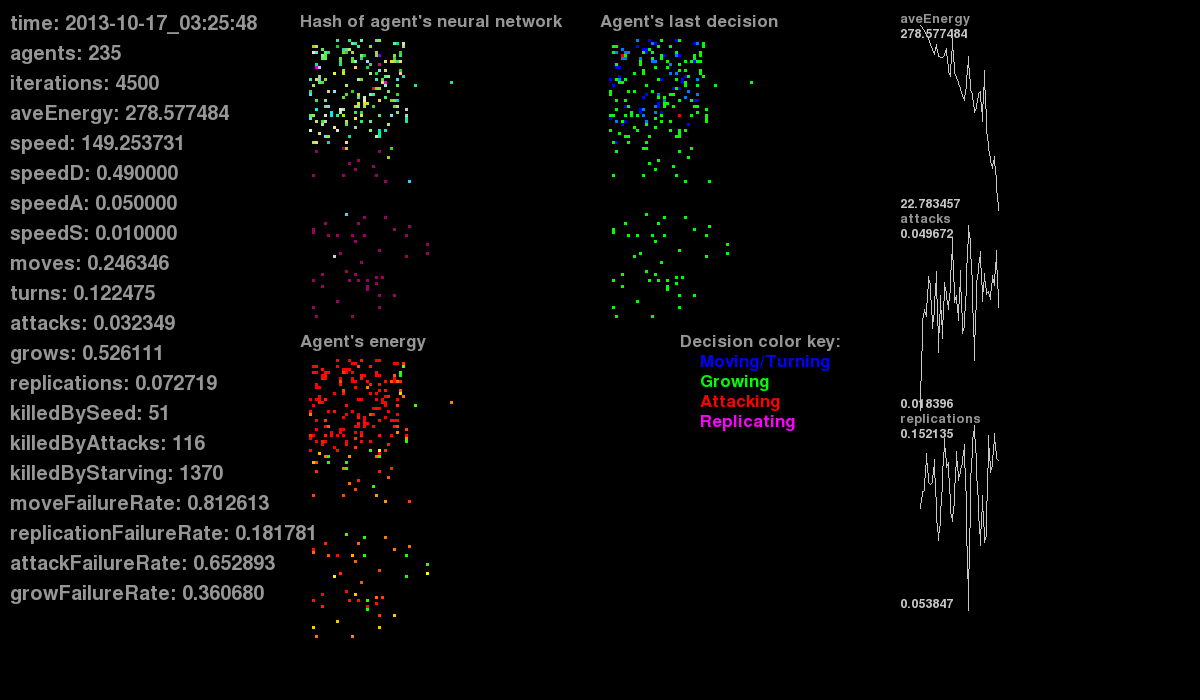 time: 2013-10-17_03:25:48
agents: 235
iterations: 4500
aveEnergy: 278.577484
speed: 149.253731
speedD: 0.490000
speedA: 0.050000
speedS: 0.010000
moves: 0.246346
turns: 0.122475
attacks: 0.032349
grows: 0.526111
replications: 0.072719
killedBySeed: 51
killedByAttacks: 116
killedByStarving: 1370
moveFailureRate: 0.812613
replicationFailureRate: 0.181781
attackFailureRate: 0.652893
growFailureRate: 0.360680
Hash of agent's neural network
Agent's energy
Agent's last decision
Decision color key:
Moving/Turning
Growing
Attacking
Replicating
aveEnergy
278.577484
22.783457
attacks
0.049672
0.018396
replications
0.152135
0.053847